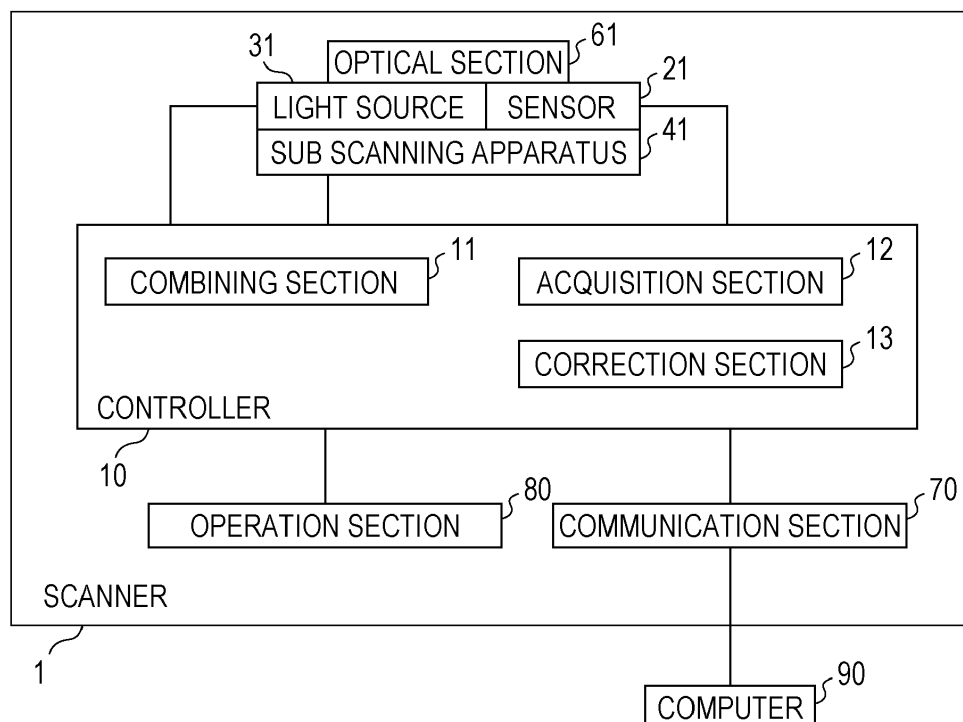 61
31
OPTICAL SECTION
21
LIGHT SOURCE
SENSOR
41
SUB SCANNING APPARATUS
11
12
COMBINING SECTION
ACQUISITION SECTION
13
CORRECTION SECTION
CONTROLLER
10
80
70
OPERATION SECTION
COMMUNICATION SECTION
SCANNER
1
90
COMPUTER